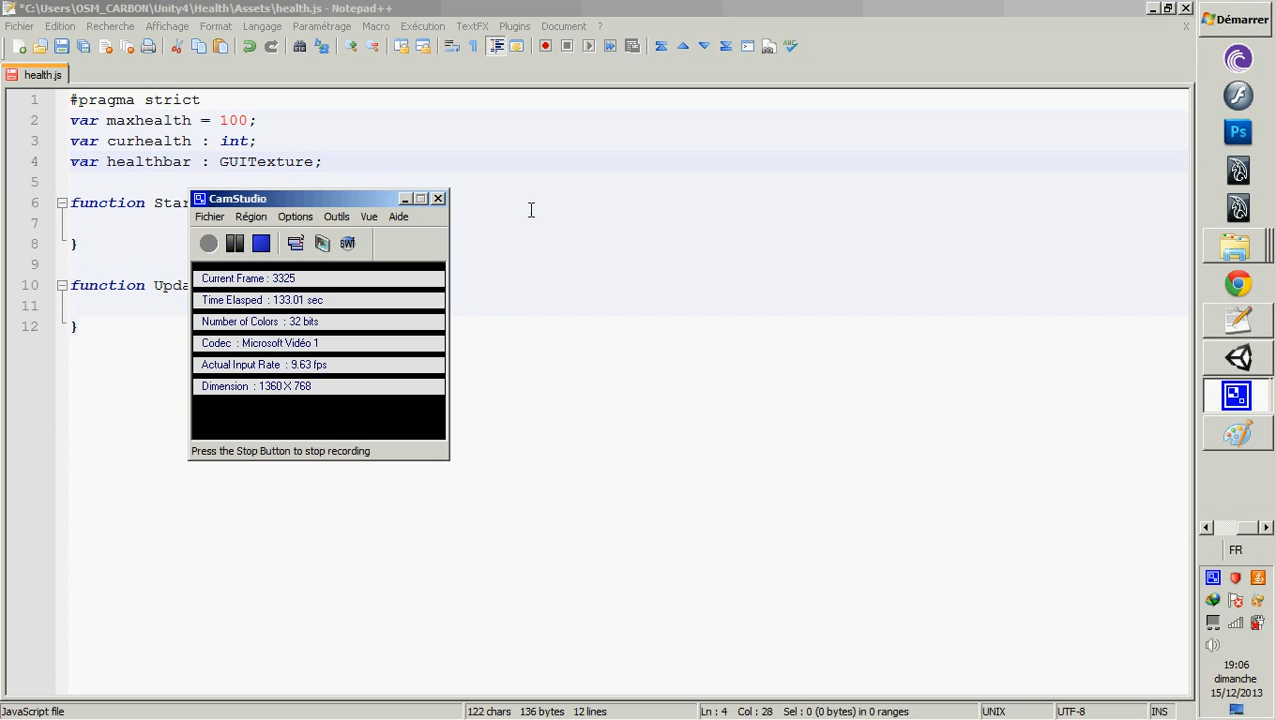 *C:\Users\OSM_CARBON\Unity4\Health\Assets\health.js - Notepad++
Démarrer
Fichier Edition Recherche Affichage Format Langage Paramétrage Macro Exécution TextFX Plugins Document ? X
health.js
1 #pragma strict
2 var maxhealth = 100;
3 var curhealth : int;
4 var healthbar : GUITexture;
5
6 function Star
7
8 }
9
10 function Upda
11
12 }
CamStudio
Fichier Région Options Outils Vue Aide
SWF
Current Frame : 3325
Time Elasped : 133.01 sec
Number of Colors : 32 bits
Codec : Microsoft Vidéo 1
Actual Input Rate : 9.63 fps
Dimension : 1360 X 768
Press the Stop Button to stop recording
Ps
FR
19:06
dimanche
15/12/2013
JavaScript file 122 chars 136 bytes 12 lines Ln : 4 Col : 28 Sel : 0 (0 bytes) in 0 ranges UNIX UTF-8 INS